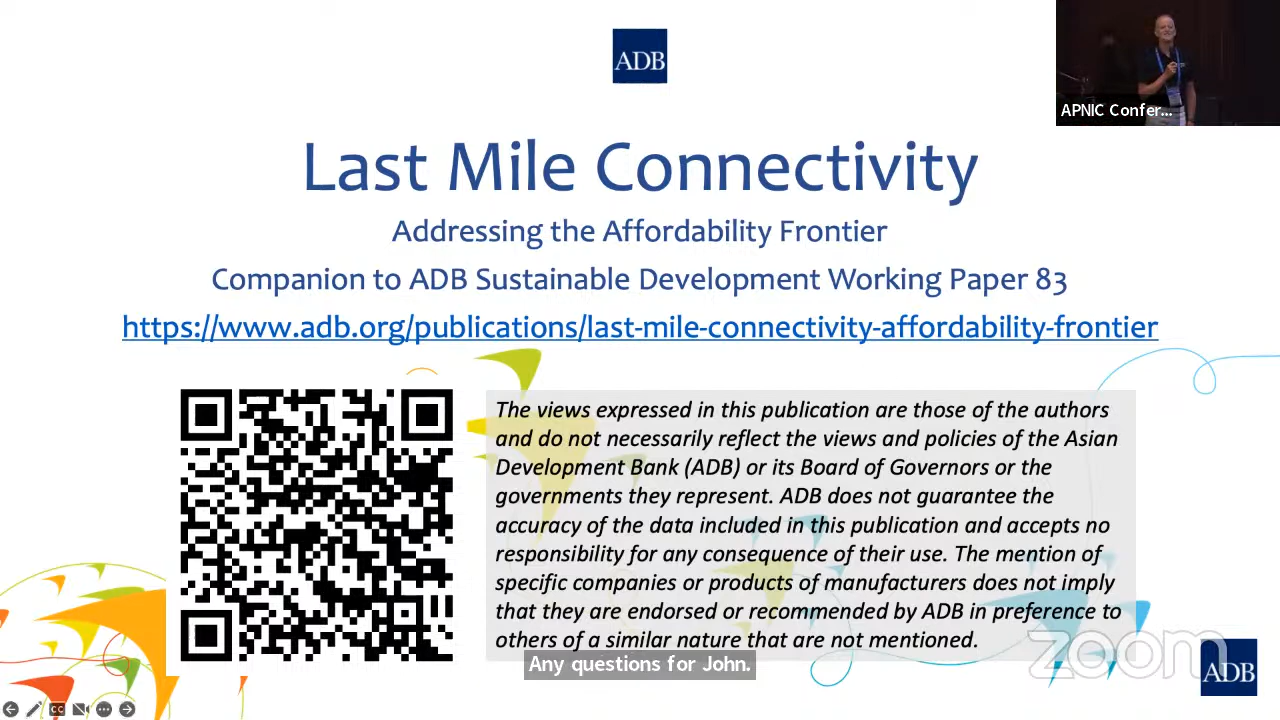 ADB
APNIC Confer...
Last Mile Connectivity
Addressing the Affordability Frontier
Companion to ADB Sustainable Development Working Paper 83
https://www.adb.org/publications/last-mile-connectivity-affordability-frontier
The views expressed in this publication are those of the authors
and do not necessarily reflect the views and policies of the Asian
Development Bank (ADB) or its Board of Governors or the
governments they represent. ADB does not guarantee the
accuracy of the data included in this publication and accepts no
responsibility for any consequence of their use. The mention of
specific companies or products of manufacturers does not imply
that they are endorsed or recommended by ADB in preference to
others of a similar nature that are not mentioned.
Any questions for John.
zoom
ADB
CC